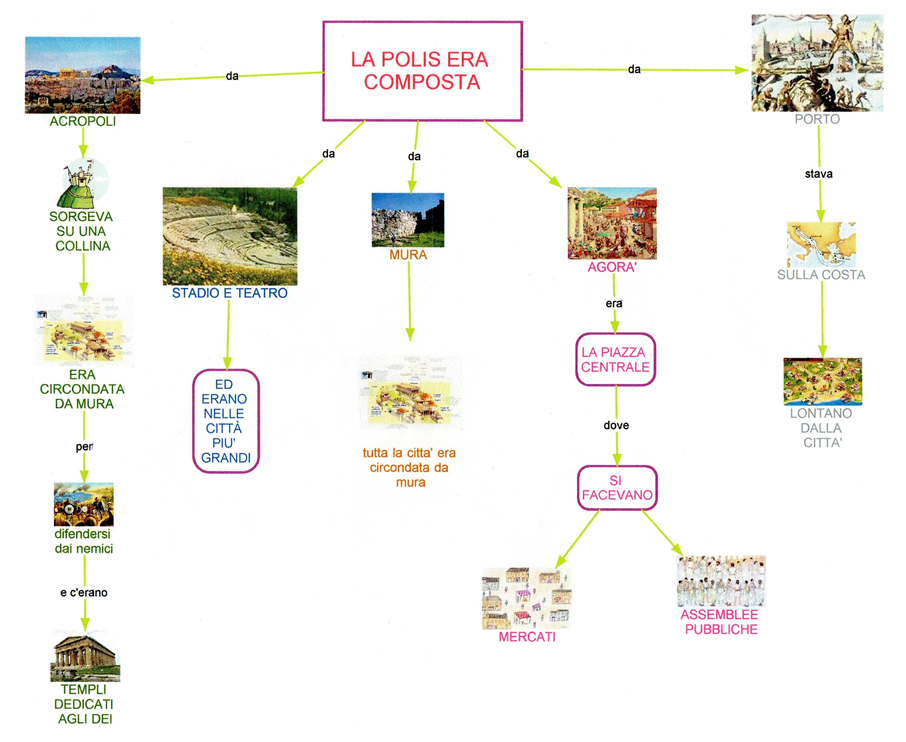 LA POLIS ERA
COMPOSTA
da
ACROPOLI
SORGEVA
SU UNA
COLLINA
ERA
CIRCONDATA
DA MURA
per
difendersi
dai nemici
e c'erano
TEMPLI
DEDICATI
AGLI DEI
da
STADIO E TEATRO
ED
ERANO
NELLE
CITTÀ
PIU'
GRANDI
da
MURA
tutta la citta' era
circondata da
mura
da
AGORA'
era
LA PIAZZA
CENTRALE
dove
SI
FACEVANO
MERCATI
ASSEMBLEE
PUBBLICHE
da
PORTO
stava
SULLA COSTA
LONTANO
DALLA
CITTA'